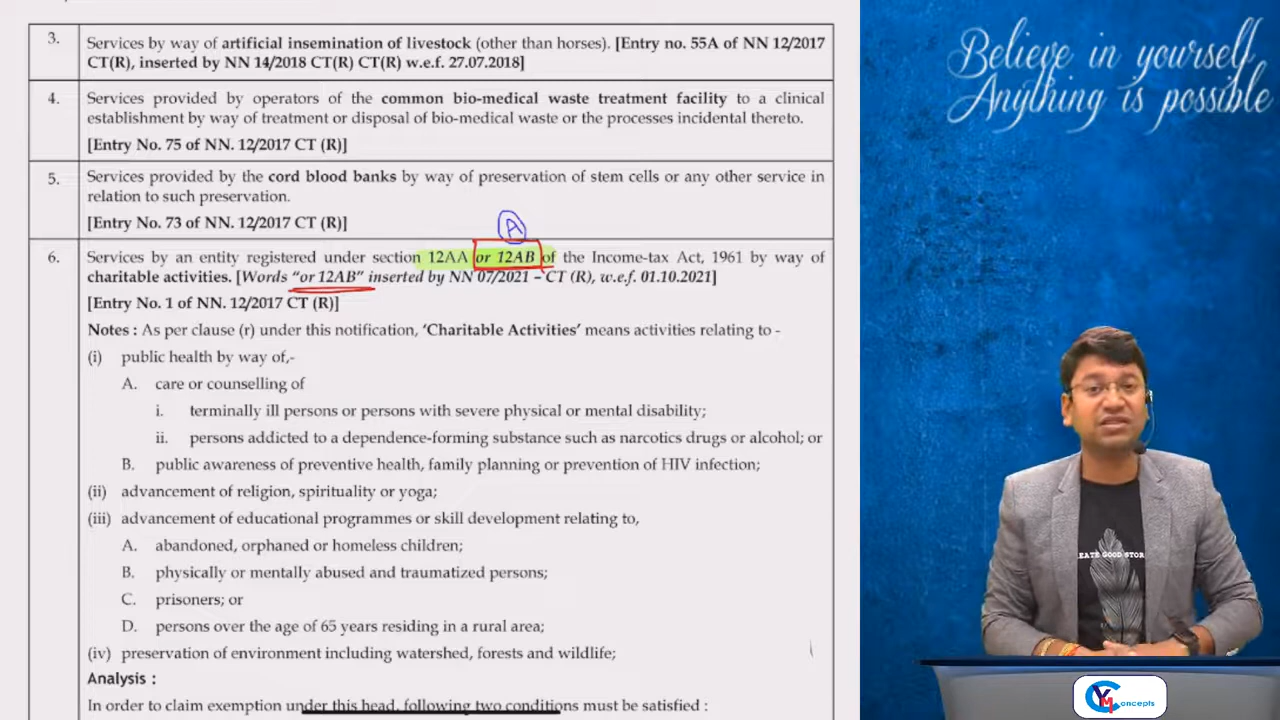 3. Services by way of artificial insemination of livestock (other than horses). [Entry no. 55A of NN 12/2017
CT(R), inserted by NN 14/2018 CT(R) CT(R) w.e.f. 27.07.2018]
4. Services provided by operators of the common bio-medical waste treatment facility to a clinical
establishment by way of treatment or disposal of bio-medical waste or the processes incidental thereto.
[Entry No. 75 of NN. 12/2017 CT (R)]
5. Services provided by the cord blood banks by way of preservation of stem cells or any other service in
relation to such preservation.
[Entry No. 73 of NN. 12/2017 CT (R)]
A
6. Services by an entity registered under section 12AA or 12AB of the Income-tax Act, 1961 by way of
charitable activities. [Words "or 12AB" inserted by NN 07/2021 – CT (R), w.e.f. 01.10.2021]
[Entry No. 1 of NN. 12/2017 CT (R)]
Notes : As per clause (r) under this notification, 'Charitable Activities' means activities relating to -
(i) public health by way of,-
A. care or counselling of
i. terminally ill persons or persons with severe physical or mental disability;
ii. persons addicted to a dependence-forming substance such as narcotics drugs or alcohol; or
B. public awareness of preventive health, family planning or prevention of HIV infection;
(ii) advancement of religion, spirituality or yoga;
(iii) advancement of educational programmes or skill development relating to,
A. abandoned, orphaned or homeless children;
B. physically or mentally abused and traumatized persons;
C. prisoners; or
D. persons over the age of 65 years residing in a rural area;
(iv) preservation of environment including watershed, forests and wildlife;
Analysis :
In order to claim exemption under this head, following two conditions must be satisfied :
Believe in yourself
Anything is possible
EATE GOOD STOR
CYM oncepts